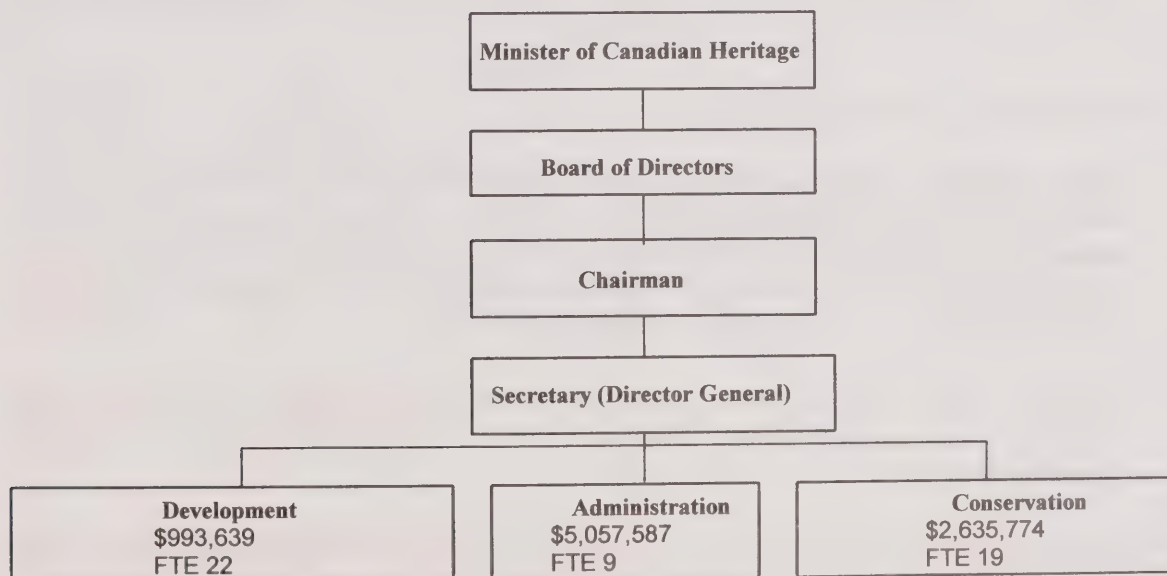 Minister of Canadian Heritage
Board of Directors
Chairman
Secretary (Director General)
Development
$993,639
FTE 22
Administration
$5,057,587
FTE 9
Conservation
$2,635,774
FTE 19